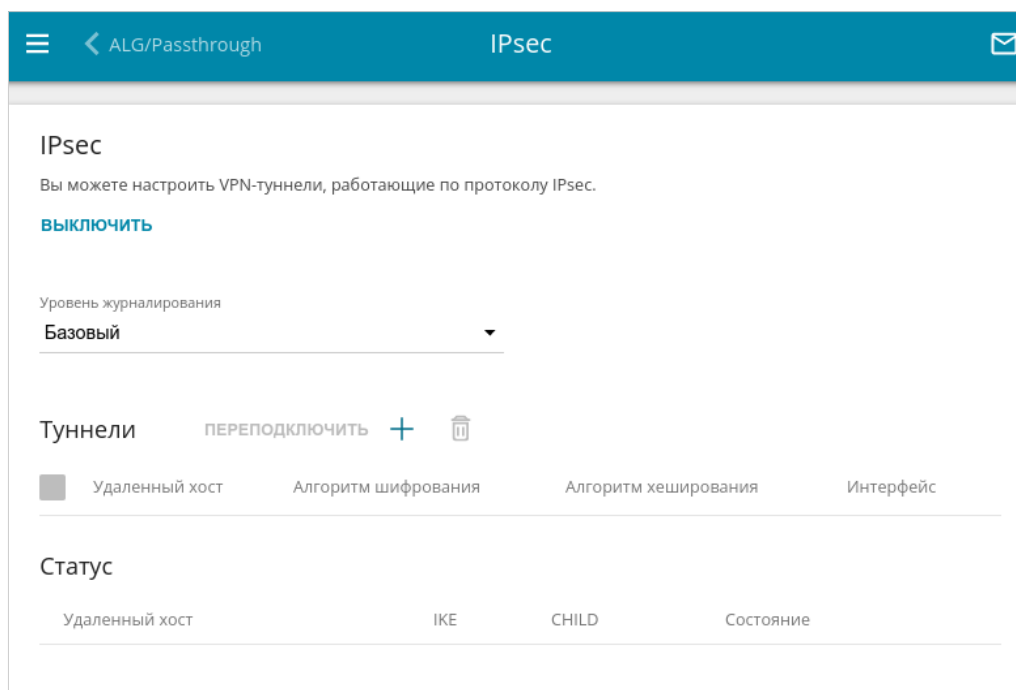 ALG/Passthrough IPsec
IPsec
Вы можете настроить VPN-туннели, работающие по протоколу IPsec.
ВЫКЛЮЧИТЬ
Уровень журналирования
Базовый
Туннели ПЕРЕПОДКЛЮЧИТЬ
Удаленный хост Алгоритм шифрования Алгоритм хеширования Интерфейс
Статус
Удаленный хост IKE CHILD Состояние